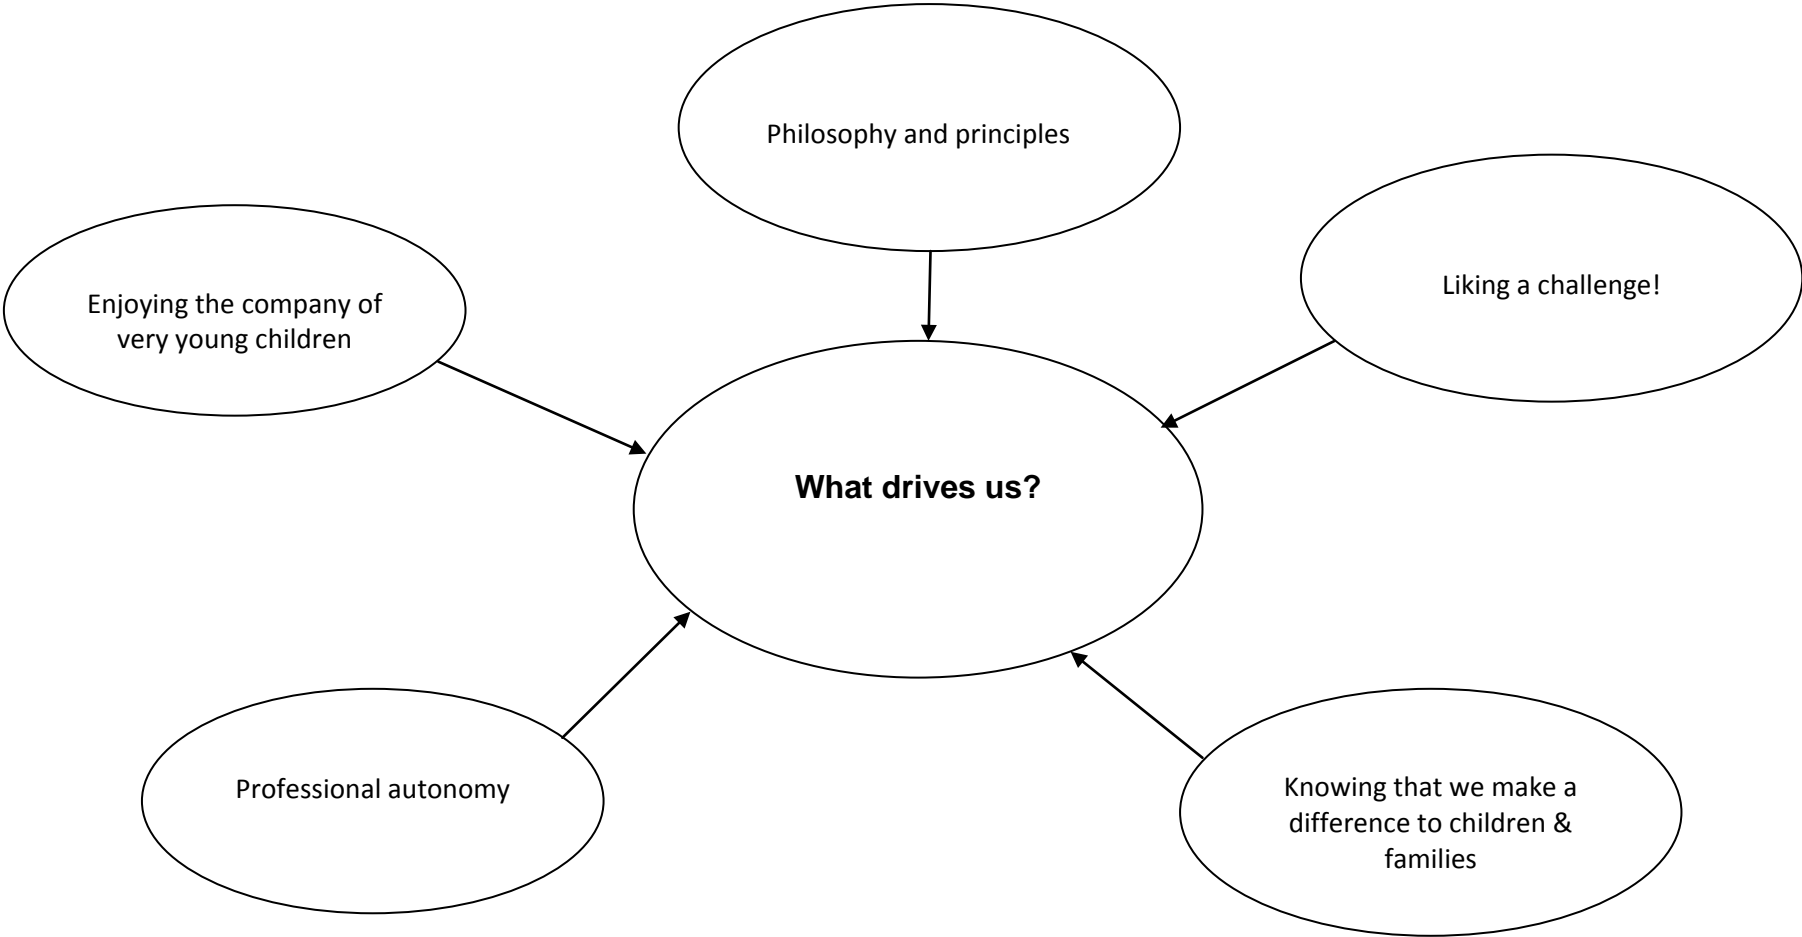 Philosophy and principles
Liking a challenge!
Enjoying the company of
very young children
What drives us?
Professional autonomy
Knowing that we make a
difference to children &
families